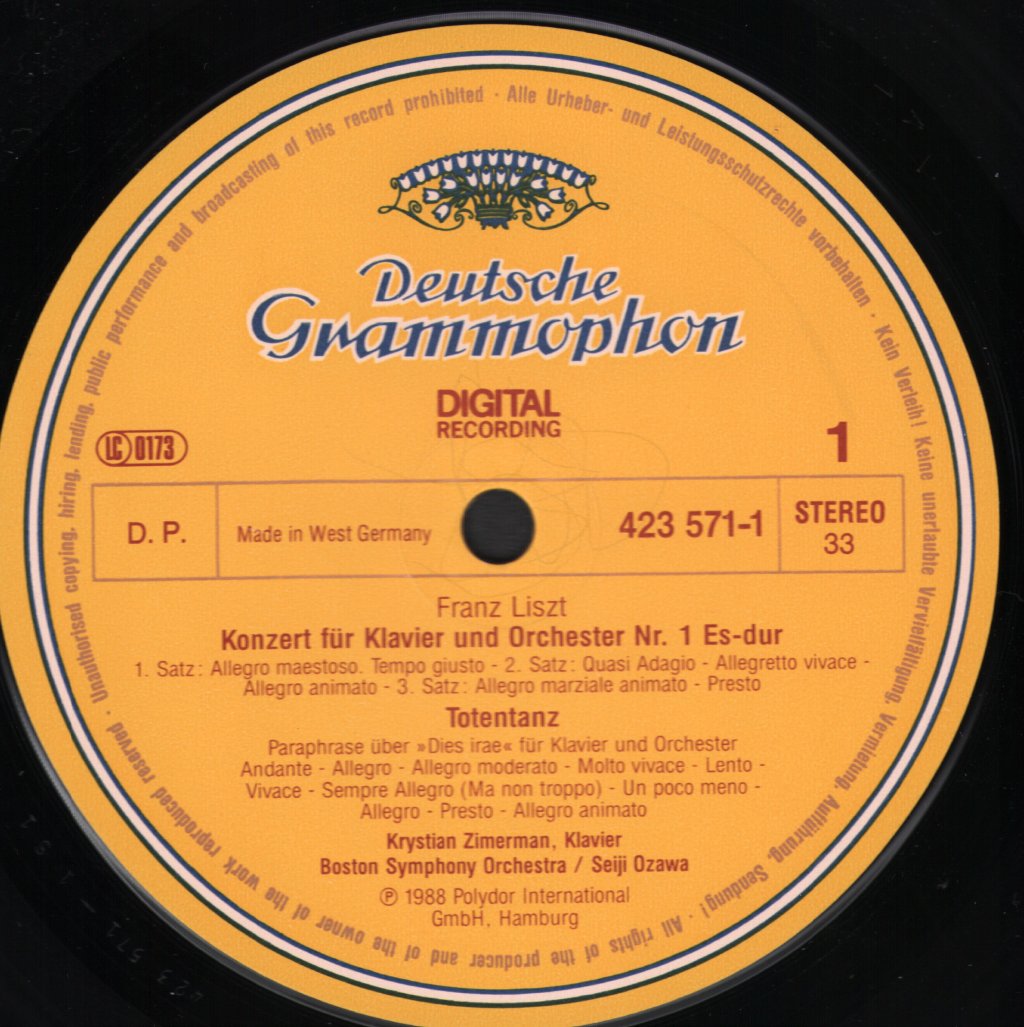 Unauthorised copying, hiring, lending, public performance and broadcasting of this record prohibited · Alle Urheber- und Leistungsschutzrechte vorbehalten · Kein Verleih! Keine unerlaubte Vervielfältigung, Vermietung, Aufführung, Sendung! · All rights of the producer and of the owner of the work reproduced reserved ·
Deutsche
Grammophon
DIGITAL
RECORDING
LC 0173
1
D. P.
Made in West Germany
423 571-1
STEREO
33
Franz Liszt
Konzert für Klavier und Orchester Nr. 1 Es-dur
1. Satz: Allegro maestoso. Tempo giusto - 2. Satz: Quasi Adagio - Allegretto vivace -
Allegro animato - 3. Satz: Allegro marziale animato - Presto
Totentanz
Paraphrase über »Dies irae« für Klavier und Orchester
Andante - Allegro - Allegro moderato - Molto vivace - Lento -
Vivace - Sempre Allegro (Ma non troppo) - Un poco meno -
Allegro - Presto - Allegro animato
Krystian Zimerman, Klavier
Boston Symphony Orchestra / Seiji Ozawa
℗ 1988 Polydor International
GmbH, Hamburg